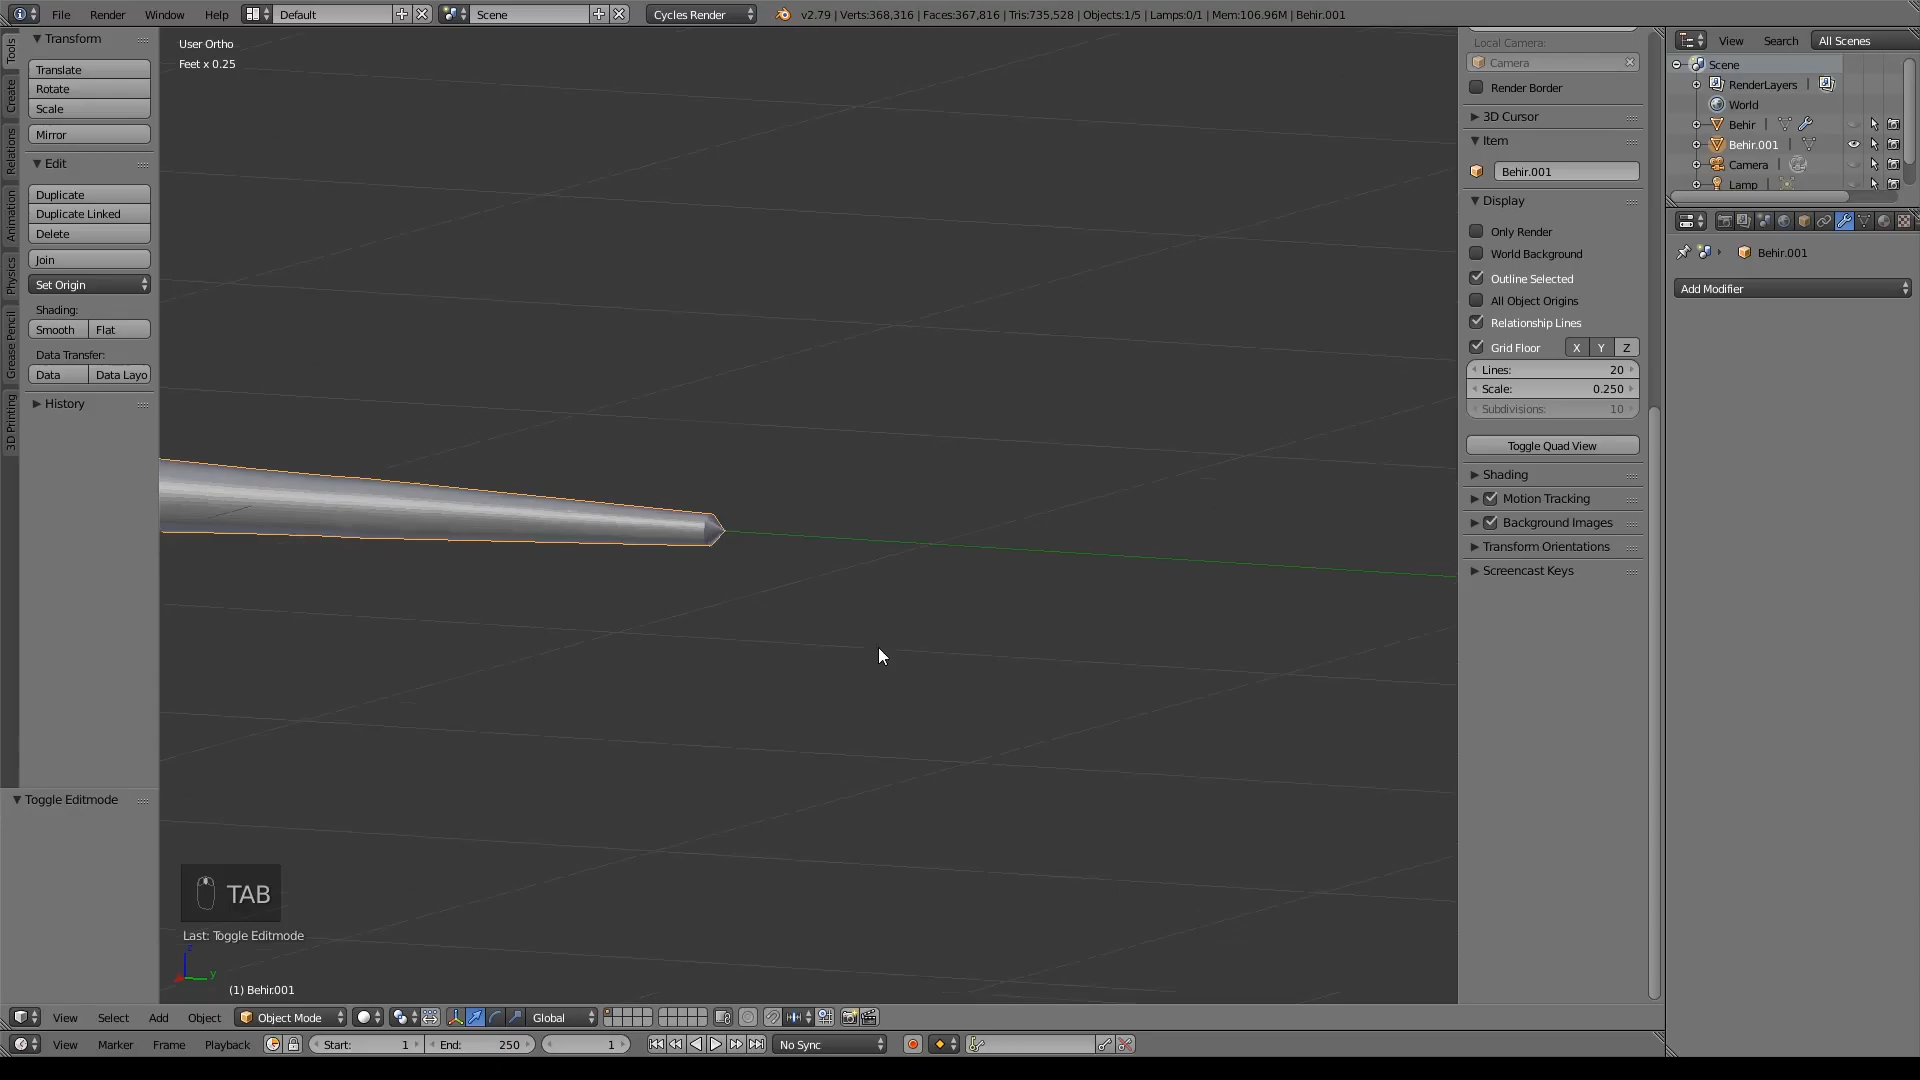 File Render Window Help Default Scene Cycles Render v2.79 | Verts:368,316 | Faces:367,816 | Tris:735,528 | Objects:1/5 | Lamps:0/1 | Mem:106.96M | Behir.001
Tools
Create
Relations
Animation
Physics
Grease Pencil
3D Printing
Transform
Translate
Rotate
Scale
Mirror
Edit
Duplicate
Duplicate Linked
Delete
Join
Set Origin
Shading:
Smooth Flat
Data Transfer:
Data Data Layo
History
Toggle Editmode
User Ortho
Feet x 0.25
TAB
Last: Toggle Editmode
z
y
(1) Behir.001
Local Camera:
Camera
Render Border
3D Cursor
Item
Behir.001
Display
Only Render
World Background
Outline Selected
All Object Origins
Relationship Lines
Grid Floor X Y Z
Lines: 20
Scale: 0.250
Subdivisions: 10
Toggle Quad View
Shading
Motion Tracking
Background Images
Transform Orientations
Screencast Keys
View Search All Scenes
Scene
RenderLayers |
World
Behir |
Behir.001 |
Camera |
Lamp |
Behir.001
Add Modifier
View Select Add Object Object Mode Global
View Marker Frame Playback Start: 1 End: 250 1 No Sync